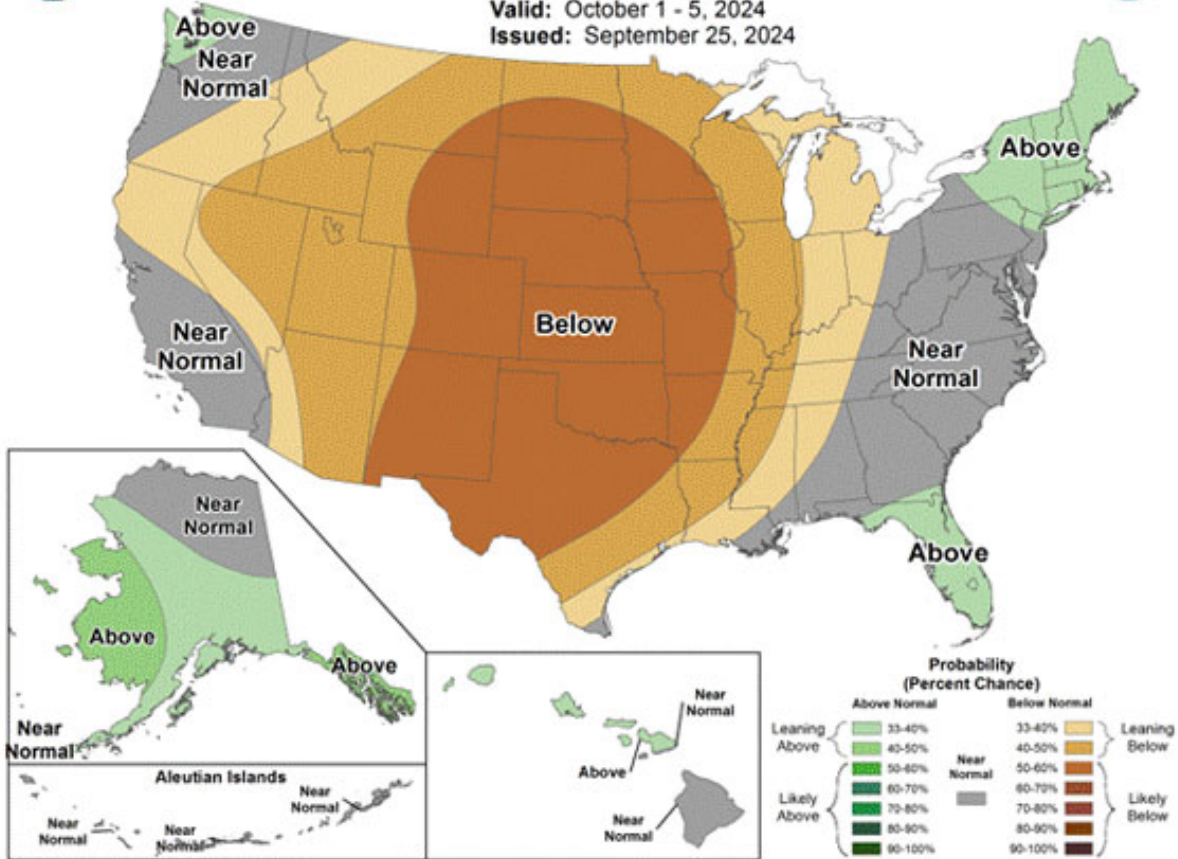 Valid: October 1 - 5, 2024
Issued: September 25, 2024
Above
Near
Normal
Above
Near
Normal
Below
Near
Normal
Above
Near
Normal
Above
Above
Near
Normal
Aleutian Islands
Near
Normal
Near
Normal
Near
Normal
Near
Normal
Above
Near
Normal
Probability
(Percent Chance)
Above Normal
Below Normal
Leaning
Above
33-40%
40-50%
Likely
Above
50-60%
60-70%
70-80%
80-90%
90-100%
Near
Normal
33-40%
40-50%
Leaning
Below
50-60%
60-70%
70-80%
80-90%
90-100%
Likely
Below